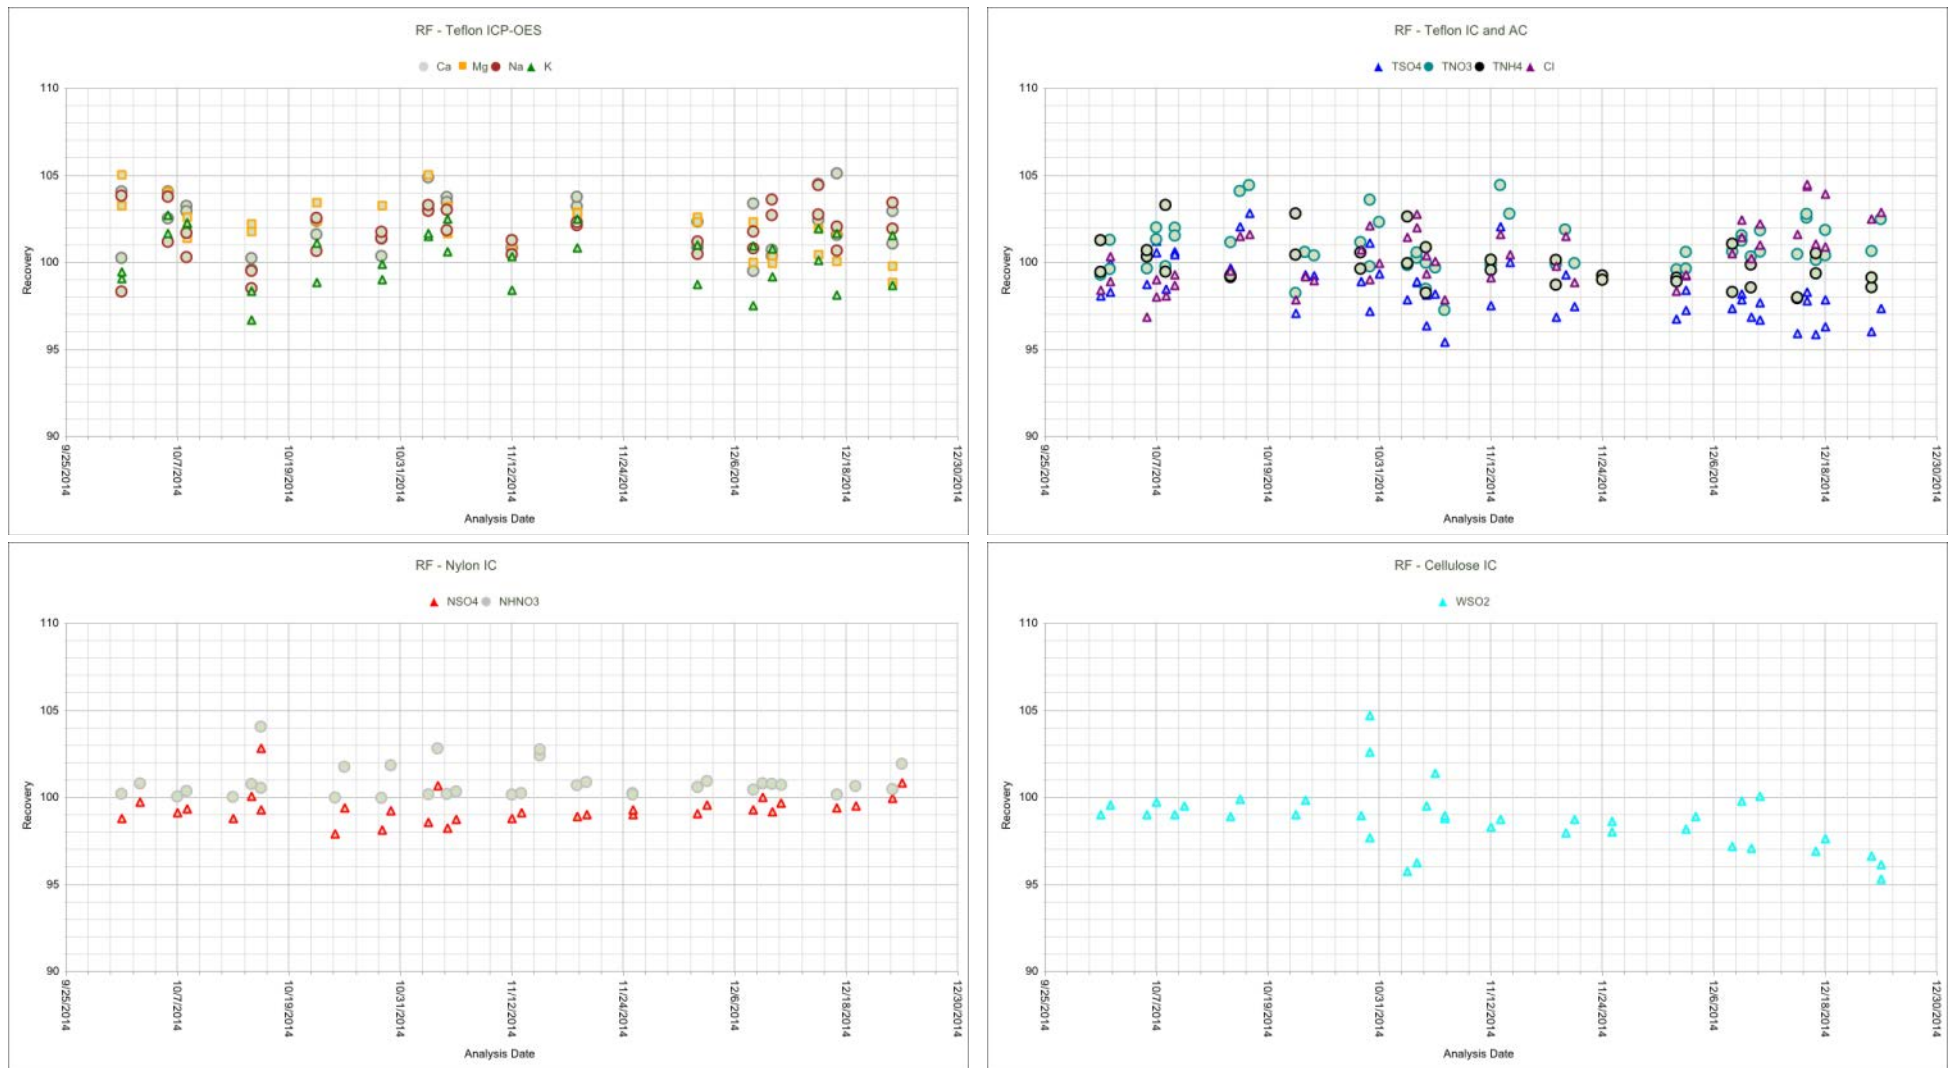 RF - Teflon ICP-OES
Ca Mg Na K
110
105
100
95
90
Recovery
9/25/2014 10/7/2014 10/19/2014 10/31/2014 11/12/2014 11/24/2014 12/6/2014 12/18/2014 12/30/2014
Analysis Date
RF - Teflon IC and AC
TSO4 TNO3 TNH4 Cl
110
105
100
95
90
Recovery
9/25/2014 10/7/2014 10/19/2014 10/31/2014 11/12/2014 11/24/2014 12/6/2014 12/18/2014 12/30/2014
Analysis Date
RF - Nylon IC
NSO4 NHNO3
110
105
100
95
90
Recovery
9/25/2014 10/7/2014 10/19/2014 10/31/2014 11/12/2014 11/24/2014 12/6/2014 12/18/2014 12/30/2014
Analysis Date
RF - Cellulose IC
WSO2
110
105
100
95
90
Recovery
9/25/2014 10/7/2014 10/19/2014 10/31/2014 11/12/2014 11/24/2014 12/6/2014 12/18/2014 12/30/2014
Analysis Date